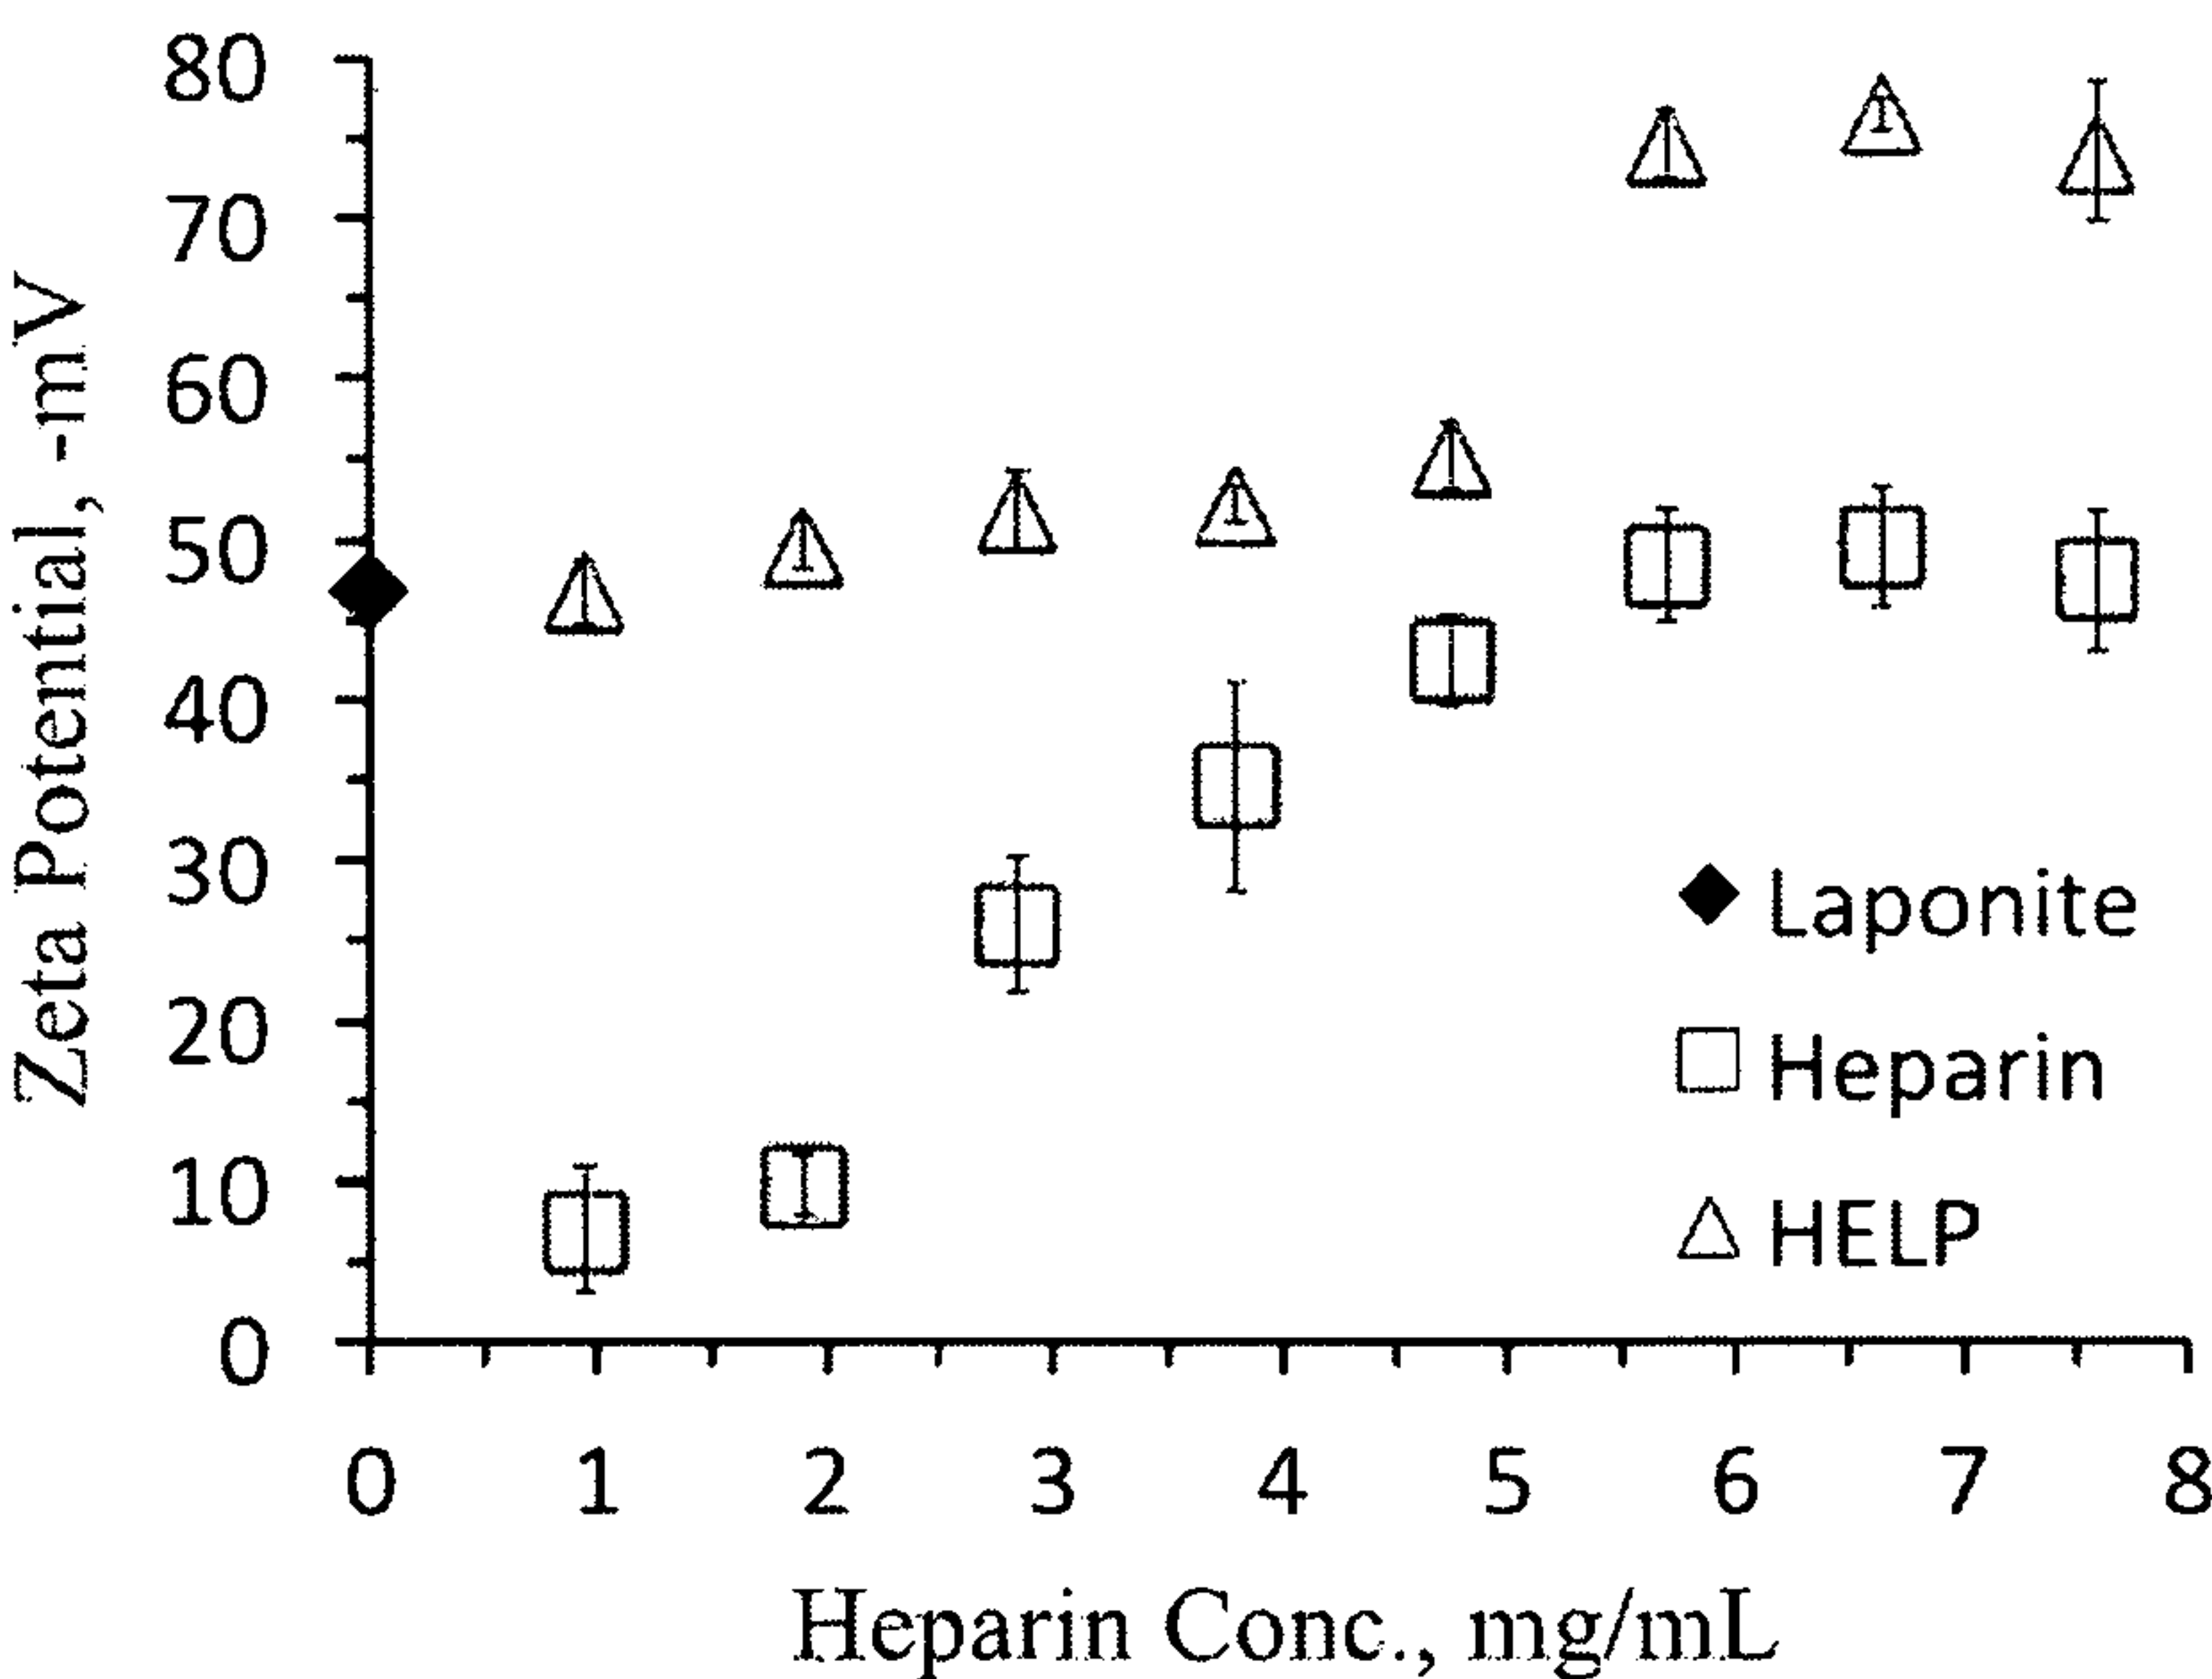 Zeta Potential, -mV
80
70
60
50
40
30
20
10
0
Laponite
Heparin
HELP
0 1 2 3 4 5 6 7 8
Heparin Conc., mg/mL